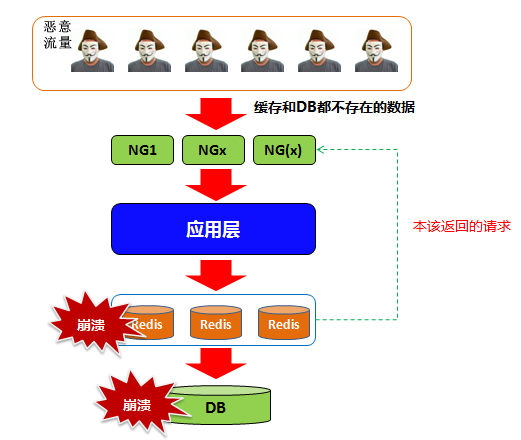 恶意
流量
缓存和DB都不存在的数据
NG1 NGx NG(x)
应用层
本该返回的请求
崩溃 Redis Redis Redis
崩溃 DB